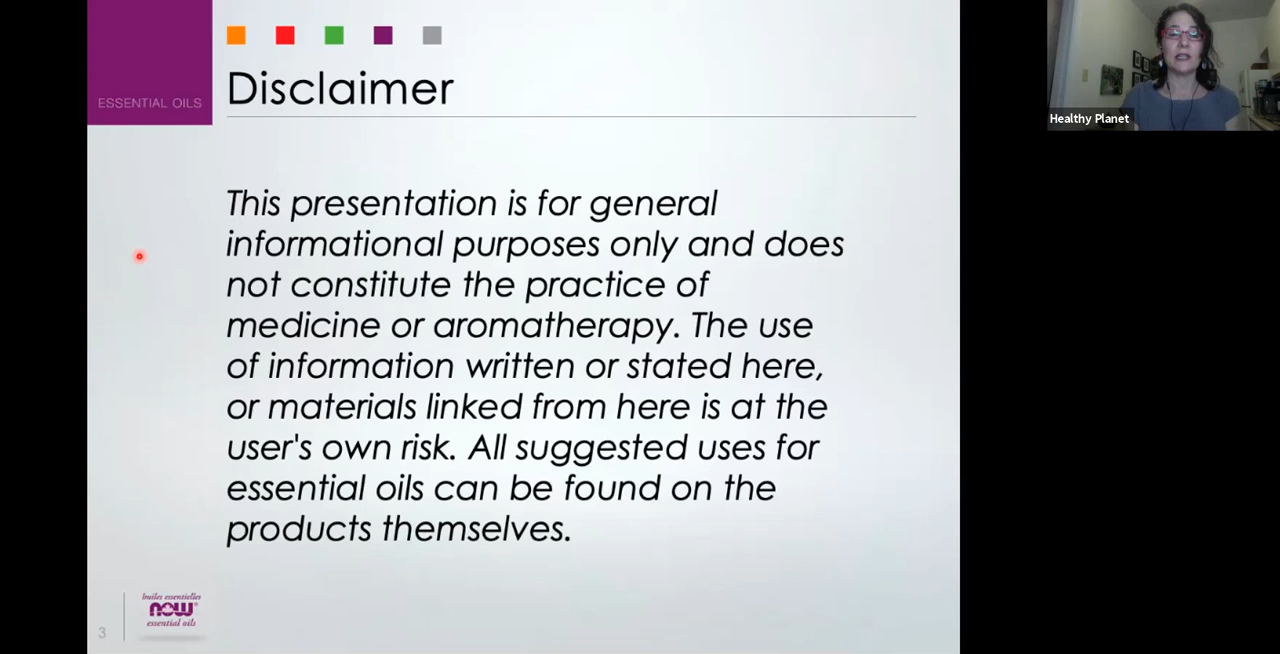 ESSENTIAL OILS
Disclaimer
This presentation is for general
informational purposes only and does
not constitute the practice of
medicine or aromatherapy. The use
of information written or stated here,
or materials linked from here is at the
user's own risk. All suggested uses for
essential oils can be found on the
products themselves.
3
huiles essentielles
now®
essential oils
Healthy Planet